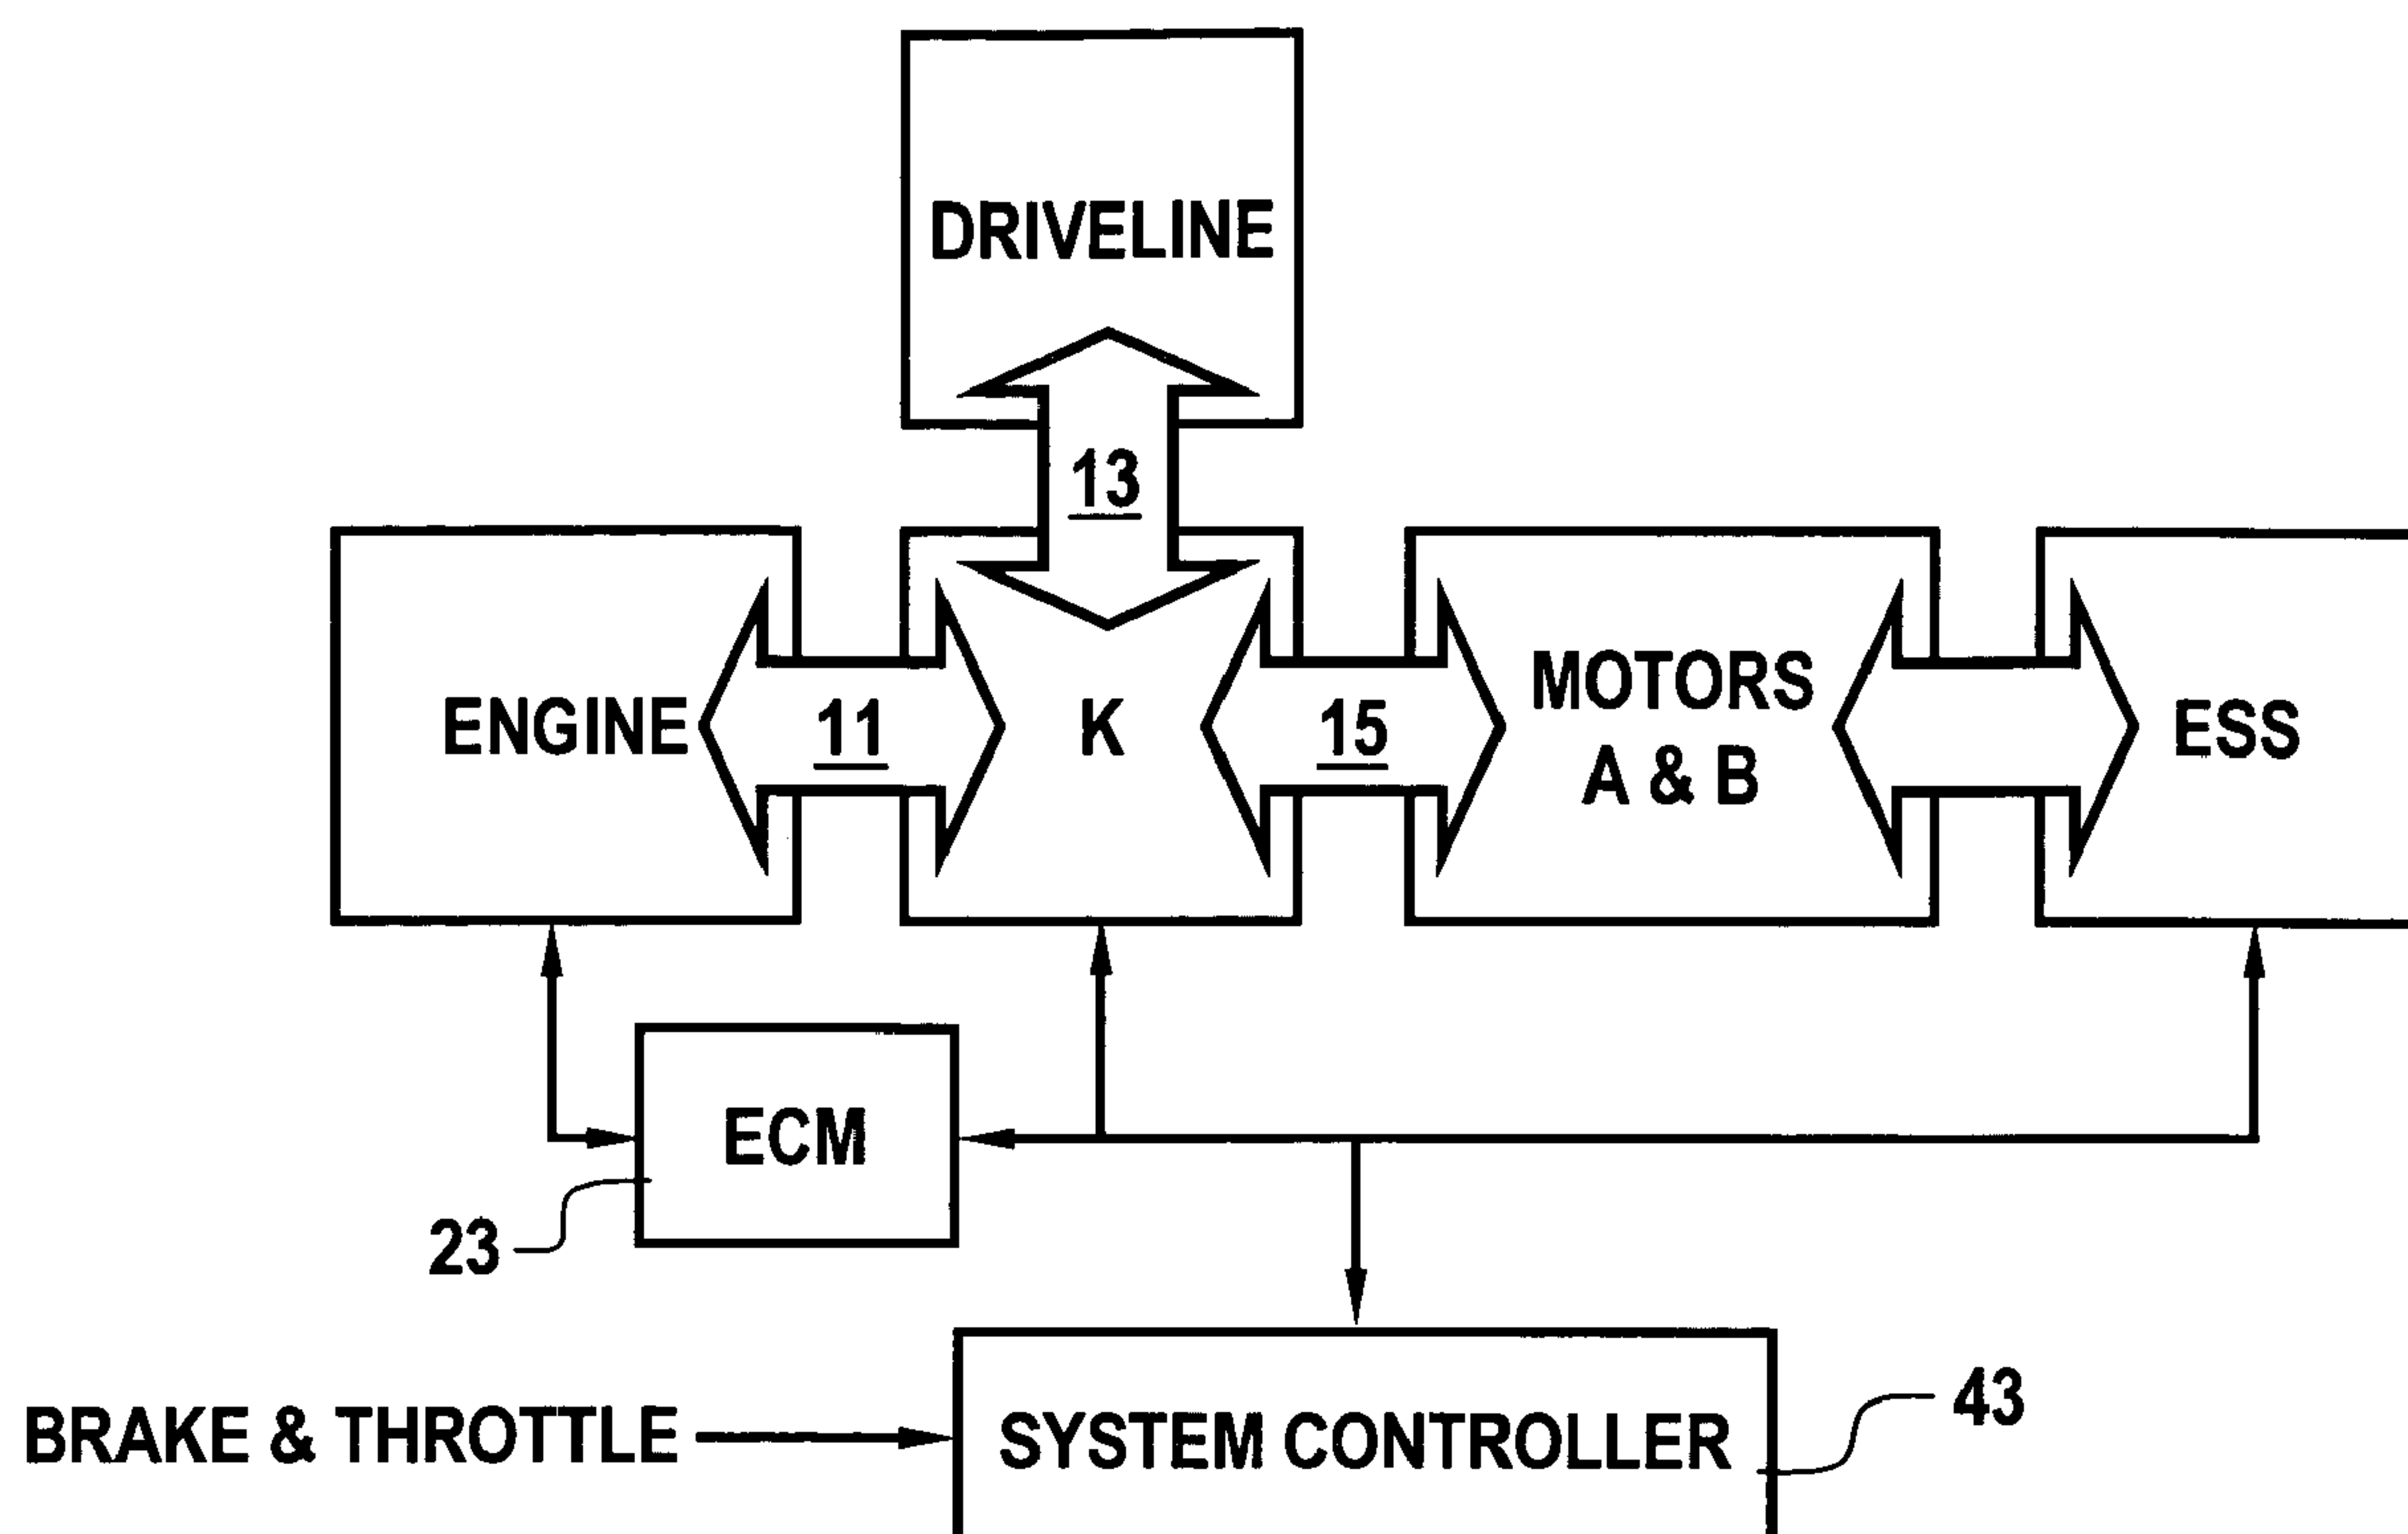 DRIVELINE
13
ENGINE
11
K
15
MOTORS
A & B
ESS
ECM
23
BRAKE & THROTTLE
SYSTEM CONTROLLER
43